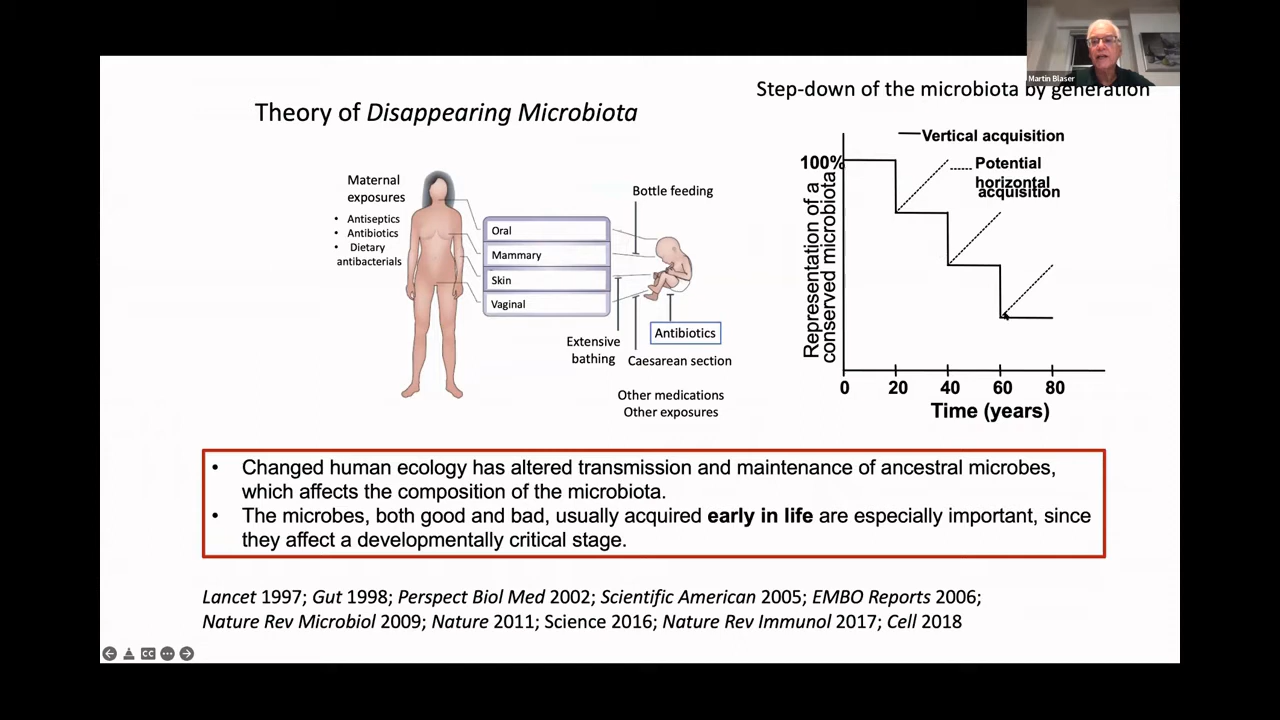 Martin Blaser
Step-down of the microbiota by generation
Theory of Disappearing Microbiota
Maternal
exposures
• Antiseptics
• Antibiotics
• Dietary
antibacterials
Oral
Mammary
Skin
Vaginal
Bottle feeding
Antibiotics
Extensive
bathing
Caesarean section
Other medications
Other exposures
Vertical acquisition
Potential
horizontal
acquisition
100%
Representation of a
conserved microbiota
0 20 40 60 80
Time (years)
• Changed human ecology has altered transmission and maintenance of ancestral microbes,
which affects the composition of the microbiota.
• The microbes, both good and bad, usually acquired early in life are especially important, since
they affect a developmentally critical stage.
Lancet 1997; Gut 1998; Perspect Biol Med 2002; Scientific American 2005; EMBO Reports 2006;
Nature Rev Microbiol 2009; Nature 2011; Science 2016; Nature Rev Immunol 2017; Cell 2018
CC